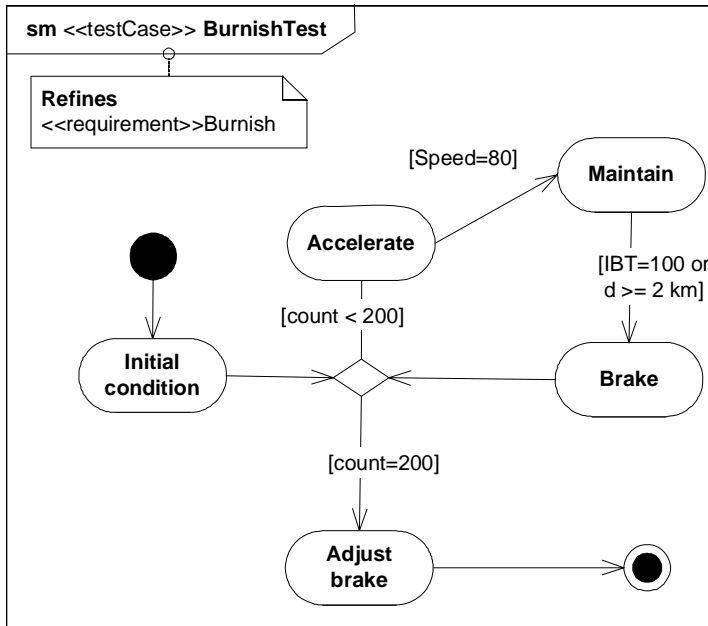 sm <<testCase>> BurnishTest
Refines
<<requirement>>Burnish
[Speed=80]
Maintain
Accelerate
[IBT=100 or
d >= 2 km]
[count < 200]
Initial
condition
Brake
[count=200]
Adjust
brake